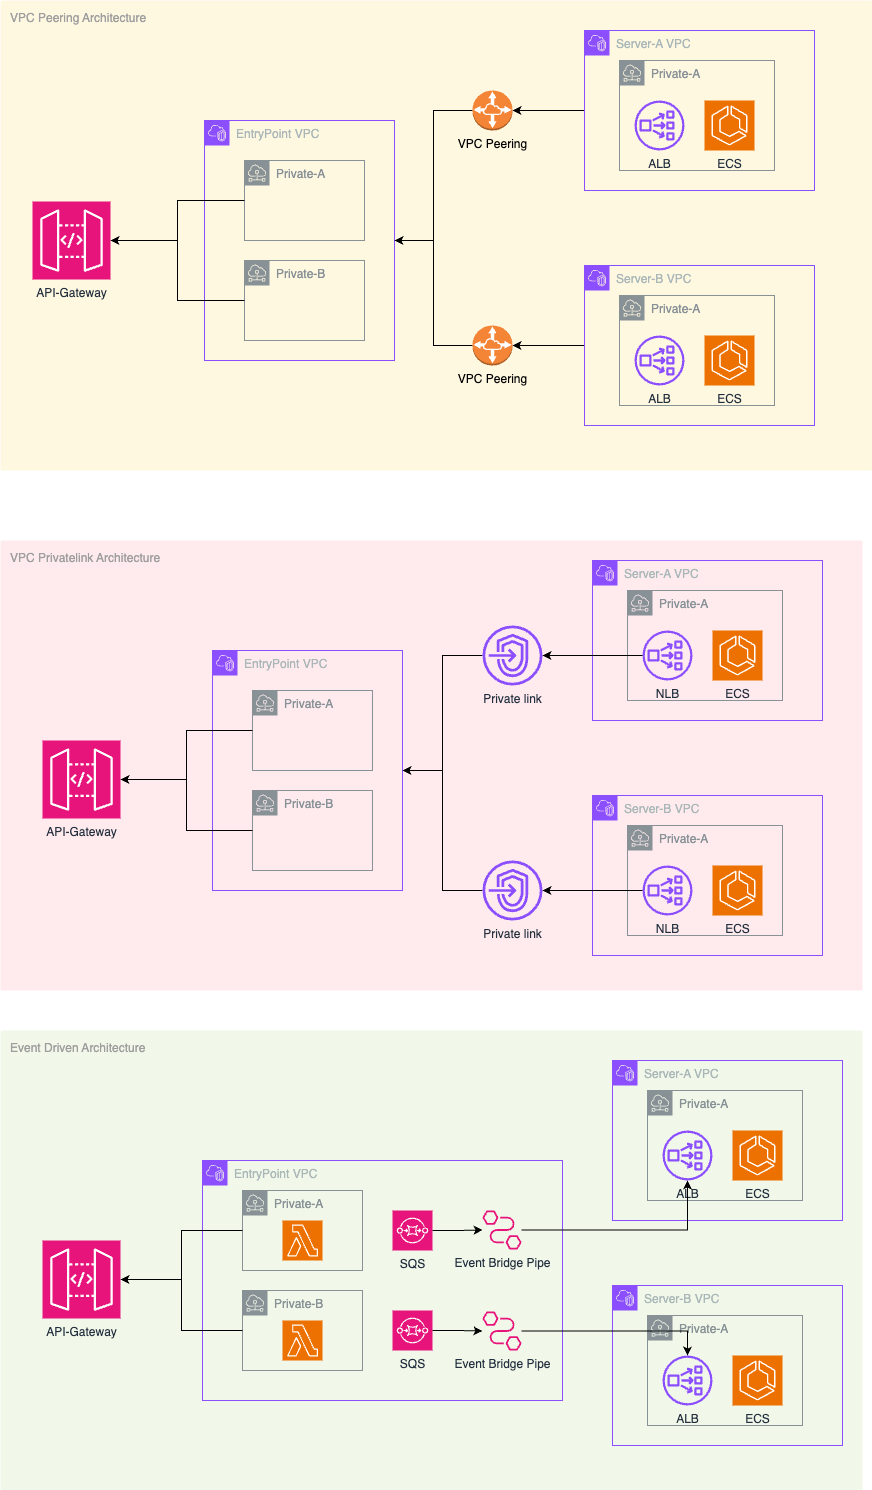 VPC Peering Architecture
Server-A VPC
Private-A
ALB
ECS
VPC Peering
EntryPoint VPC
Private-A
API-Gateway
Private-B
Server-B VPC
Private-A
VPC Peering
ALB
ECS
VPC Privatelink Architecture
Server-A VPC
Private-A
NLB
ECS
Private link
EntryPoint VPC
Private-A
API-Gateway
Private-B
Server-B VPC
Private-A
NLB
ECS
Private link
Event Driven Architecture
Server-A VPC
Private-A
ALB
ECS
EntryPoint VPC
Private-A
SQS
Event Bridge Pipe
API-Gateway
Private-B
SQS
Event Bridge Pipe
Server-B VPC
Private-A
ALB
ECS